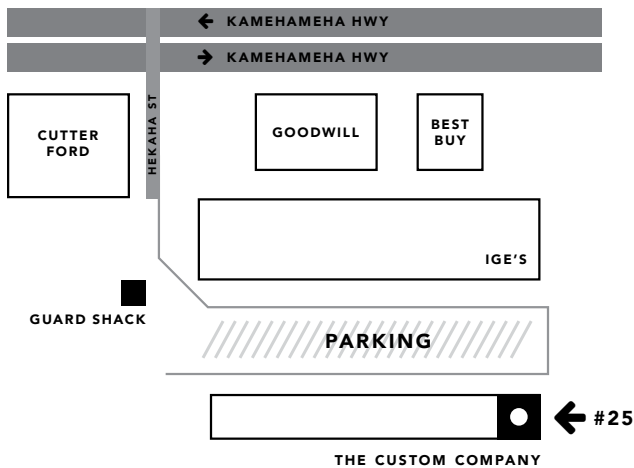 ← KAMEHAMEHA HWY
→ KAMEHAMEHA HWY
HEKAHA ST
CUTTER
FORD
GOODWILL
BEST
BUY
IGE'S
GUARD SHACK
PARKING
← #25
THE CUSTOM COMPANY